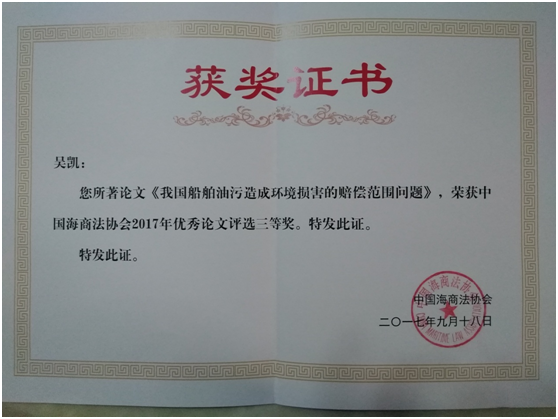 获奖证书
吴凯：
您所著论文《我国船舶油污造成环境损害的赔偿范围问题》，荣获中
国海商法协会2017年优秀论文评选三等奖。特发此证。
特发此证。
中国海商法协会
二〇一七年九月十八日